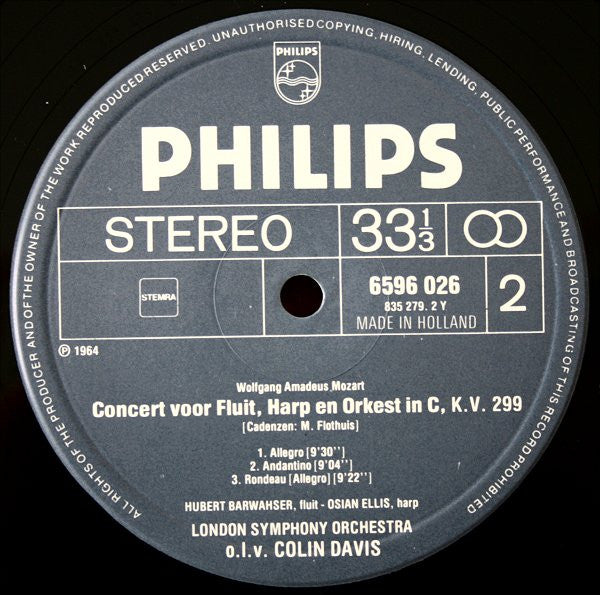 ALL RIGHTS OF THE PRODUCER AND OF THE OWNER OF THE WORK REPRODUCED RESERVED. UNAUTHORISED COPYING, HIRING, LENDING, PUBLIC PERFORMANCE AND BROADCASTING OF THIS RECORD PROHIBITED
PHILIPS
PHILIPS
STEREO 33 1/3
STEMRA
6596 026
835 279. 2 Y
MADE IN HOLLAND
2
℗ 1964
Wolfgang Amadeus Mozart
Concert voor Fluit, Harp en Orkest in C, K.V. 299
[Cadenzen: M. Flothuis]
1. Allegro [9'30'']
2. Andantino [9'04'']
3. Rondeau [Allegro] [9'22'']
HUBERT BARWAHSER, fluit - OSIAN ELLIS, harp
LONDON SYMPHONY ORCHESTRA
o.l.v. COLIN DAVIS